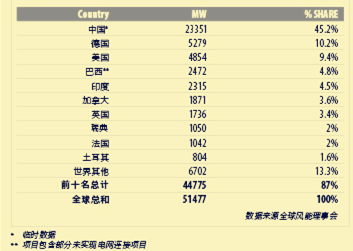 Country MW % SHARE
中国* 23351 45.2%
德国 5279 10.2%
美国 4854 9.4%
巴西** 2472 4.8%
印度 2315 4.5%
加拿大 1871 3.6%
英国 1736 3.4%
瑞典 1050 2%
法国 1042 2%
土耳其 804 1.6%
世界其他 6702 13.3%
前十名总计 44775 87%
全球总和 51477 100%
数据来源全球风能理事会
* 临时数据
** 项目包含部分未实现电网连接项目